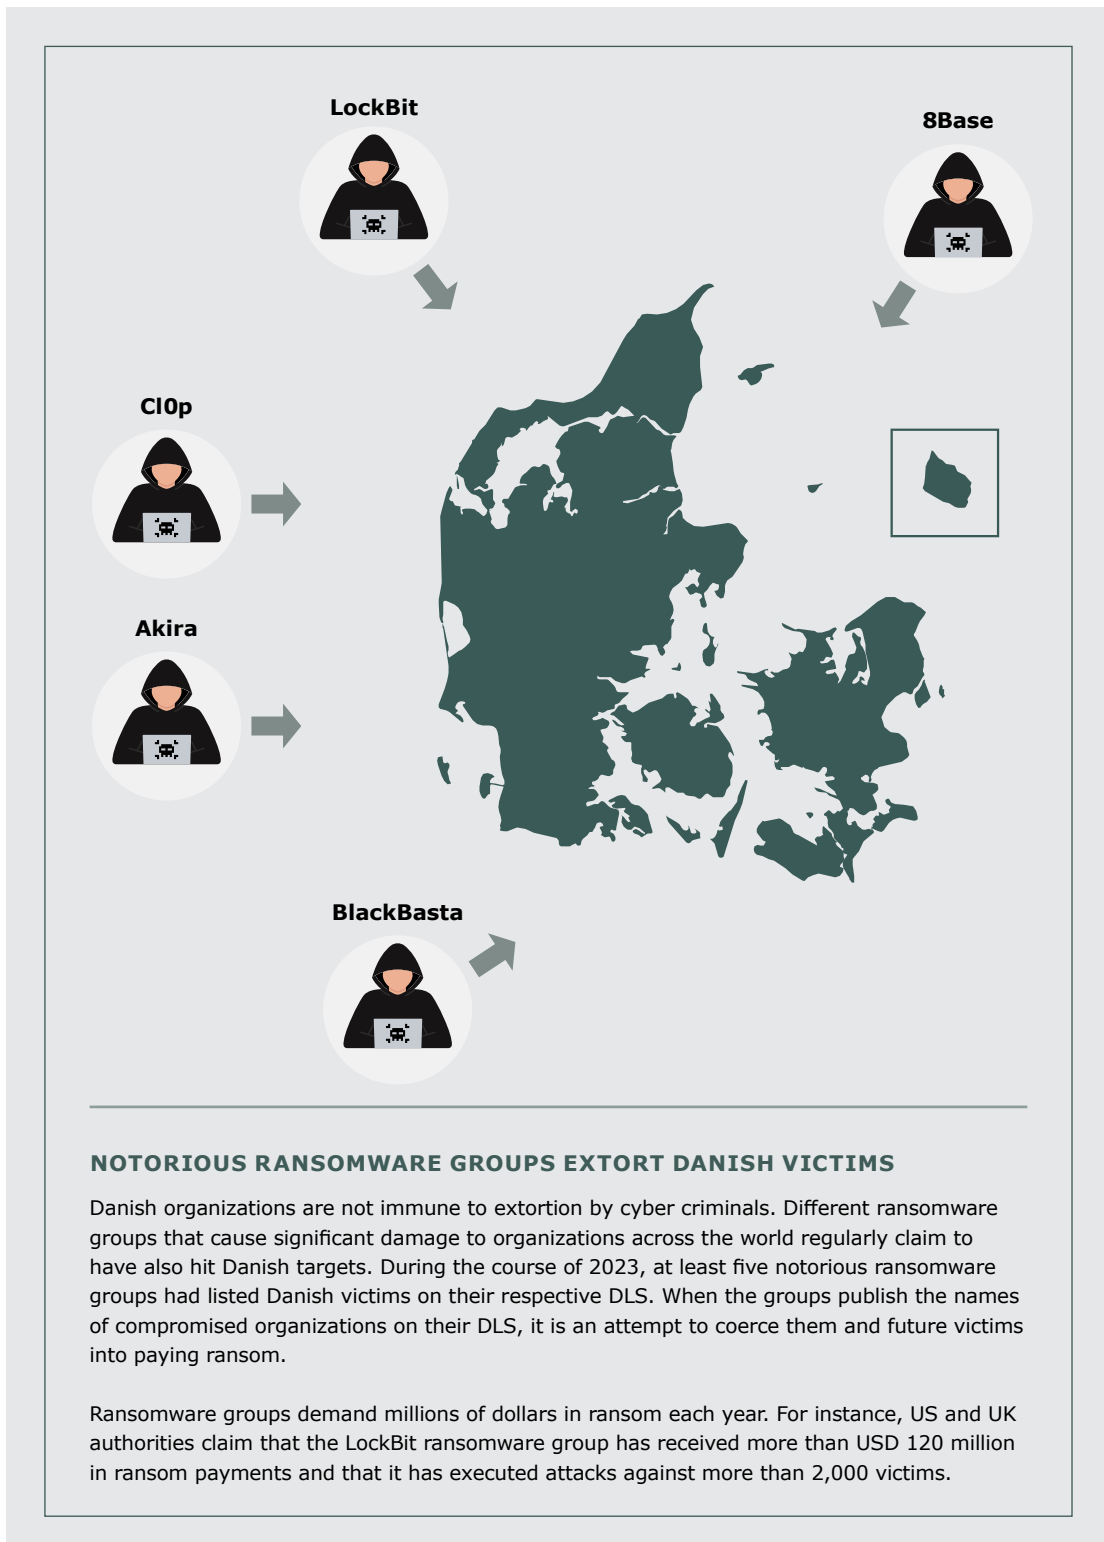 LockBit
8Base
Cl0p
Akira
BlackBasta
NOTORIOUS RANSOMWARE GROUPS EXTORT DANISH VICTIMS
Danish organizations are not immune to extortion by cyber criminals. Different ransomware
groups that cause significant damage to organizations across the world regularly claim to
have also hit Danish targets. During the course of 2023, at least five notorious ransomware
groups had listed Danish victims on their respective DLS. When the groups publish the names
of compromised organizations on their DLS, it is an attempt to coerce them and future victims
into paying ransom.
Ransomware groups demand millions of dollars in ransom each year. For instance, US and UK
authorities claim that the LockBit ransomware group has received more than USD 120 million
in ransom payments and that it has executed attacks against more than 2,000 victims.